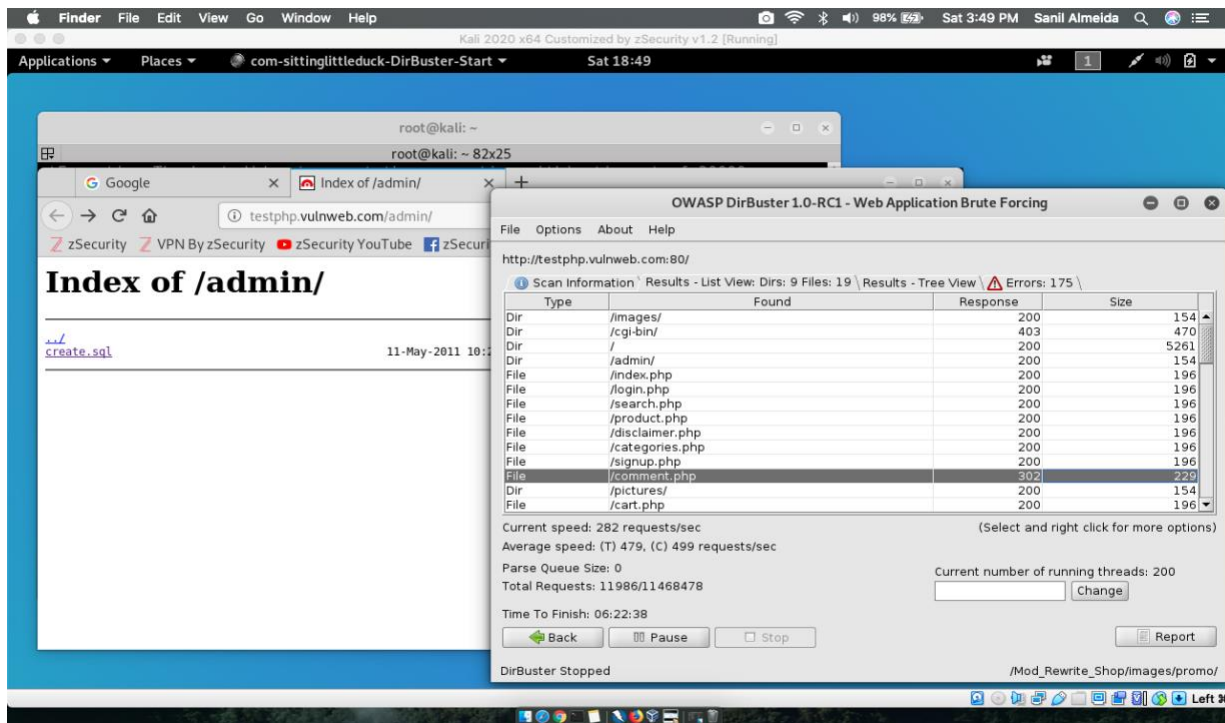 Finder File Edit View Go Window Help 98% Sat 3:49 PM Sanil Almeida
Kali 2020 x64 Customized by zSecurity v1.2 [Running]
Applications Places com-sittinglittleduck-DirBuster-Start Sat 18:49 1
root@kali: ~
root@kali: ~ 82x25
Google Index of /admin/
testphp.vulnweb.com/admin/
zSecurity VPN By zSecurity zSecurity YouTube zSecuri
Index of /admin/
../
create.sql 11-May-2011 10:2
OWASP DirBuster 1.0-RC1 - Web Application Brute Forcing
File Options About Help
http://testphp.vulnweb.com:80/
Scan Information Results - List View: Dirs: 9 Files: 19 Results - Tree View Errors: 175
Type Found Response Size
Dir /images/ 200 154
Dir /cgi-bin/ 403 470
Dir / 200 5261
Dir /admin/ 200 154
File /index.php 200 196
File /login.php 200 196
File /search.php 200 196
File /product.php 200 196
File /disclaimer.php 200 196
File /categories.php 200 196
File /signup.php 200 196
File /comment.php 302 229
Dir /pictures/ 200 154
File /cart.php 200 196
Current speed: 282 requests/sec (Select and right click for more options)
Average speed: (T) 479, (C) 499 requests/sec
Parse Queue Size: 0 Current number of running threads: 200
Total Requests: 11986/11468478 Change
Time To Finish: 06:22:38
Back Pause Stop Report
DirBuster Stopped /Mod_Rewrite_Shop/images/promo/
Left ⌘